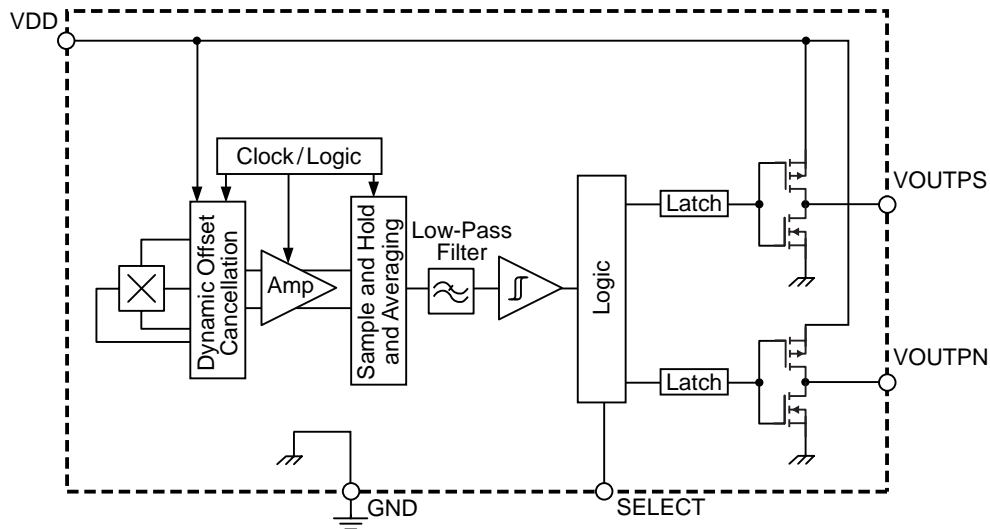 VDD
Clock/Logic
VOUTPS
Latch
Low-Pass
Filter
Dynamic Offset
Cancellation
Amp
Sample and Hold
and Averaging
Logic
VOUTPN
Latch
GND
SELECT